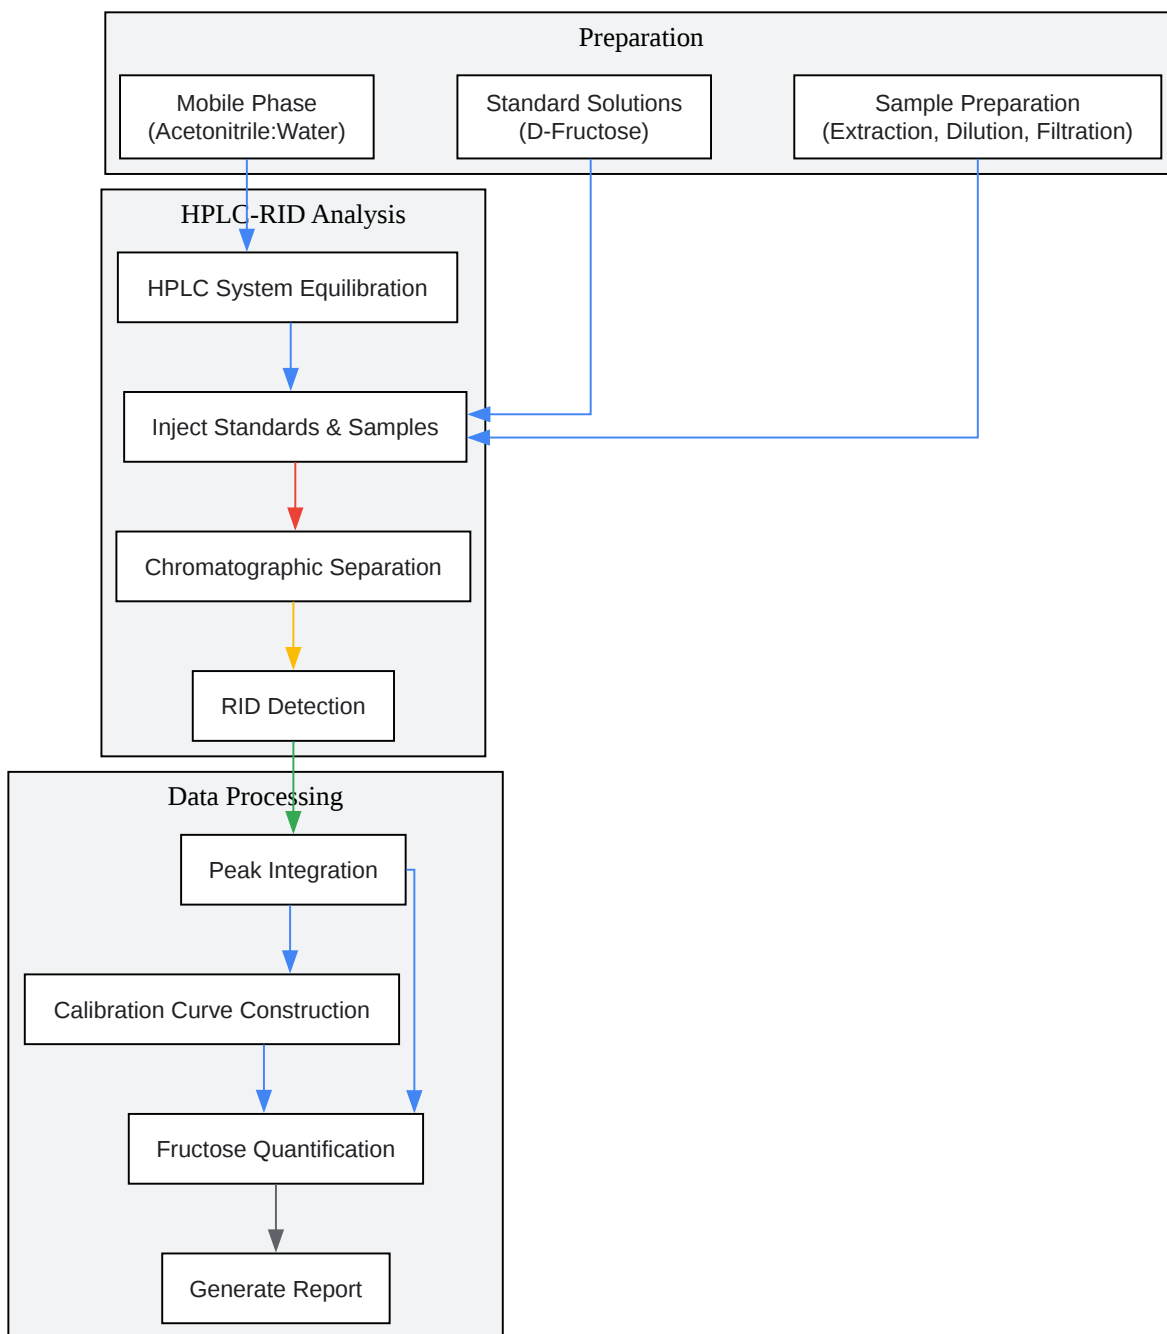 Preparation
Mobile Phase
(Acetonitrile:Water)
Standard Solutions
(D-Fructose)
Sample Preparation
(Extraction, Dilution, Filtration)
HPLC-RID Analysis
HPLC System Equilibration
Inject Standards & Samples
Chromatographic Separation
RID Detection
Data Processing
Peak Integration
Calibration Curve Construction
Fructose Quantification
Generate Report